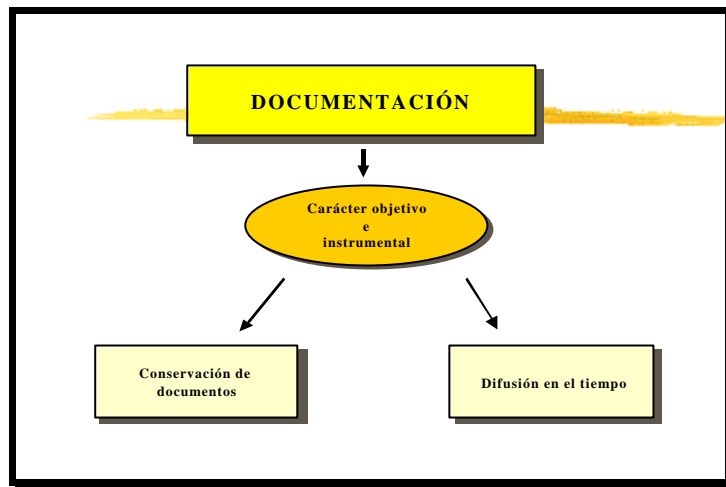 DOCUMENTACIÓN
Carácter objetivo
e
instrumental
Conservación de
documentos
Difusión en el tiempo